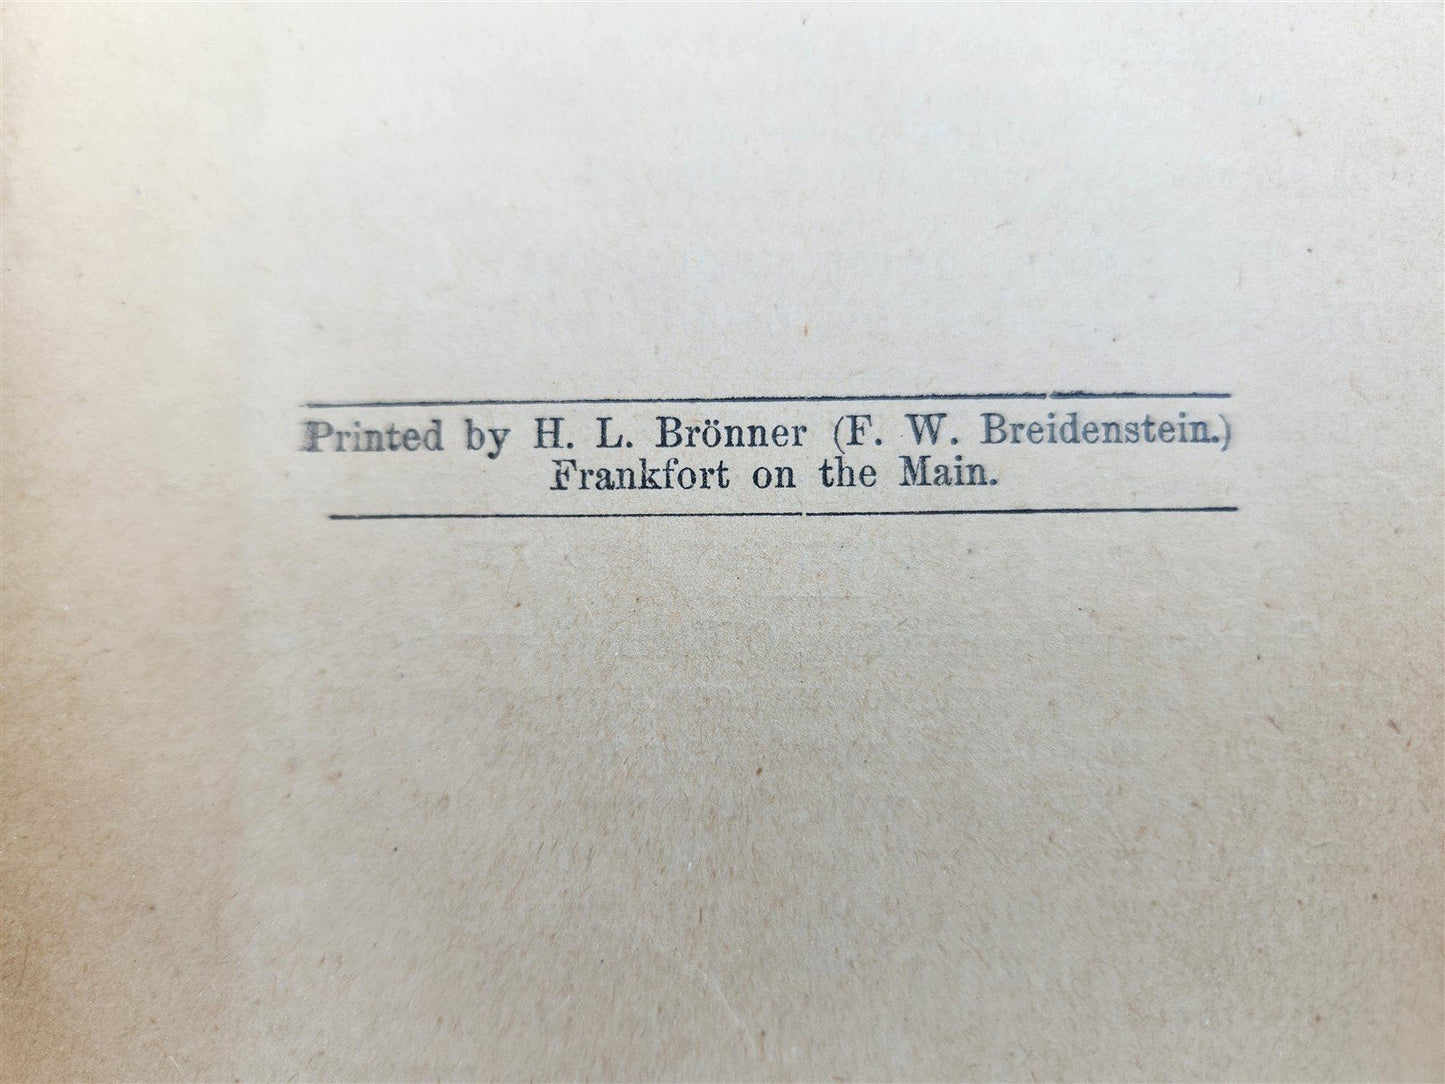 Printed by H. L. Brönner (F. W. Breidenstein.)
Frankfort on the Main.